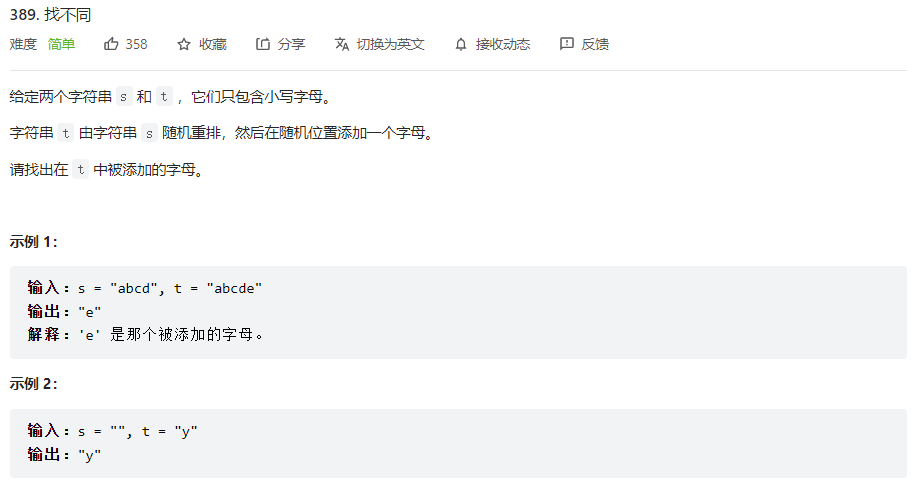 389. 找不同
难度 简单 358 收藏 分享 切换为英文 接收动态 反馈
给定两个字符串 s 和 t ，它们只包含小写字母。
字符串 t 由字符串 s 随机重排，然后在随机位置添加一个字母。
请找出在 t 中被添加的字母。
示例 1：
输入：s = "abcd", t = "abcde"
输出："e"
解释：'e' 是那个被添加的字母。
示例 2：
输入：s = "", t = "y"
输出："y"